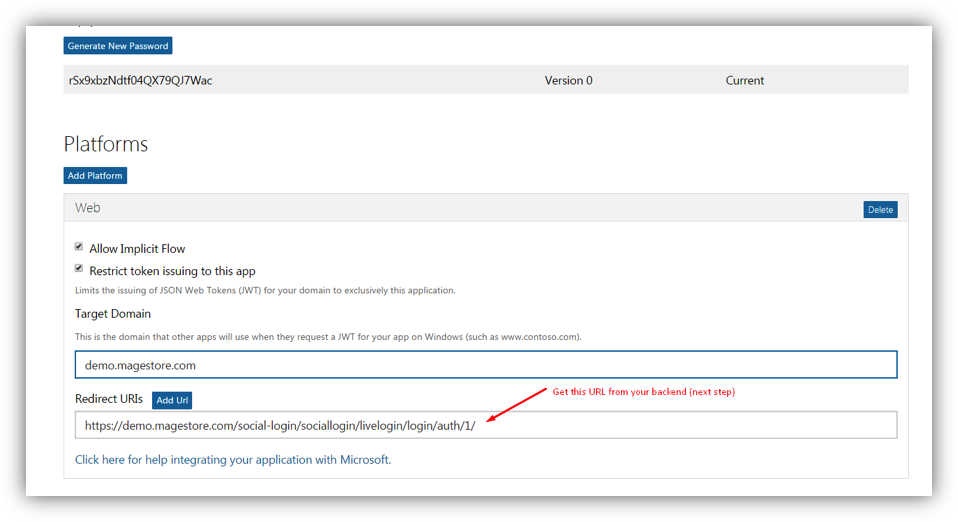 Generate New Password
rSx9xbzNdtf04QX79QJ7Wac Version 0 Current
Platforms
Add Platform
Web Delete
Allow Implicit Flow
Restrict token issuing to this app
Limits the issuing of JSON Web Tokens (JWT) for your domain to exclusively this application.
Target Domain
This is the domain that other apps will use when they request a JWT for your app on Windows (such as www.contoso.com).
demo.magestore.com
Redirect URIs Add Url
Get this URL from your backend (next step)
https://demo.magestore.com/social-login/sociallogin/livelogin/login/auth/1/
Click here for help integrating your application with Microsoft.